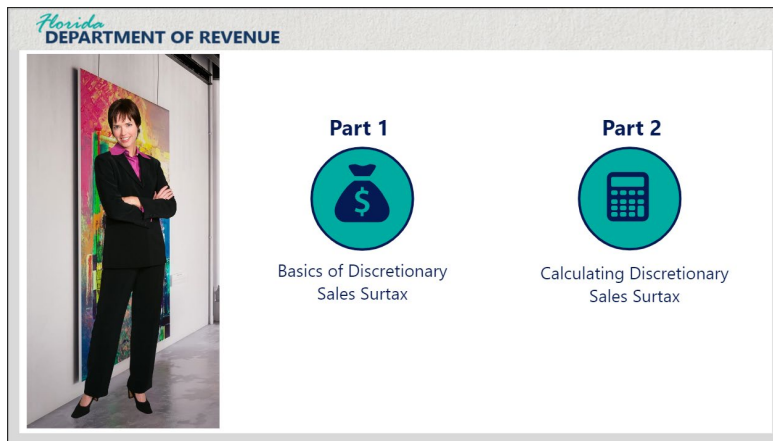 Florida
DEPARTMENT OF REVENUE
Part 1
$
Basics of Discretionary
Sales Surtax
Part 2
Calculating Discretionary
Sales Surtax